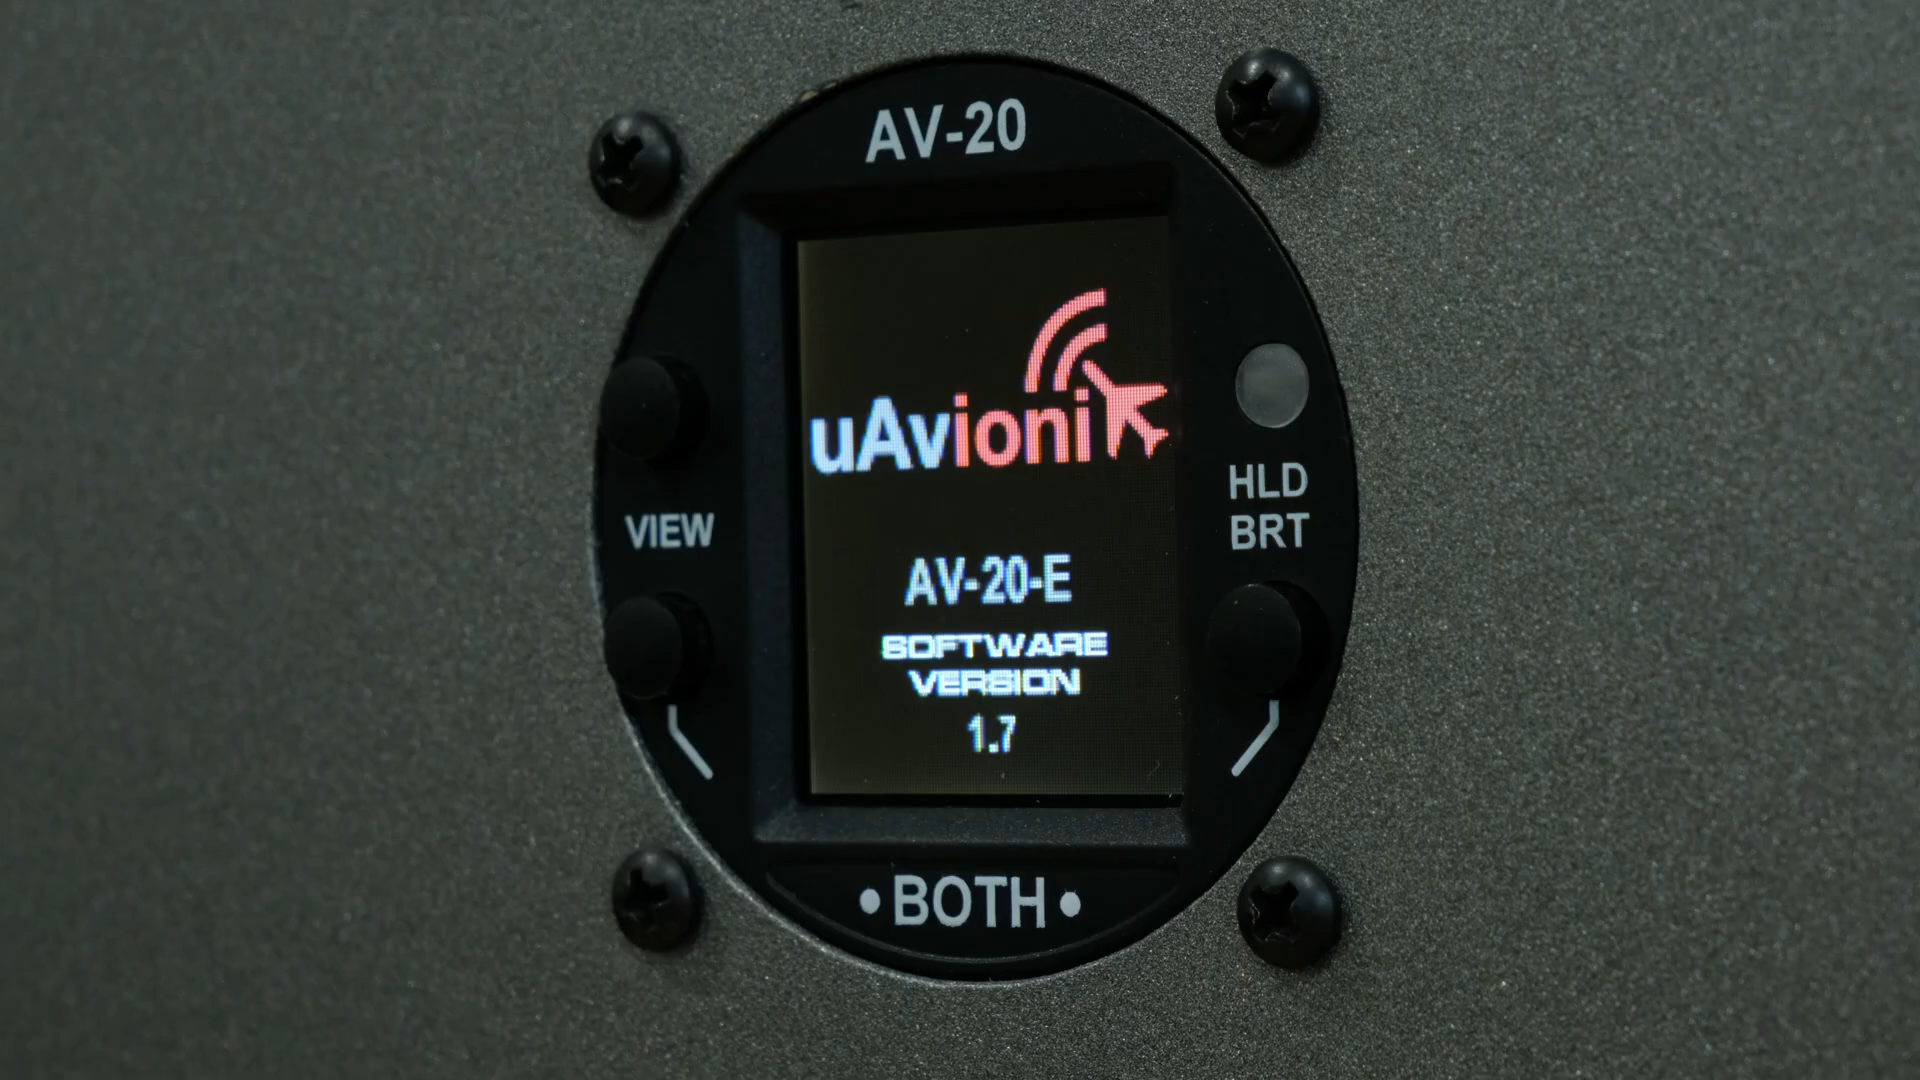 AV-20
uAvioni
HLD
BRT
VIEW
AV-20-E
SOFTWARE
VERSION
1.7
•BOTH•